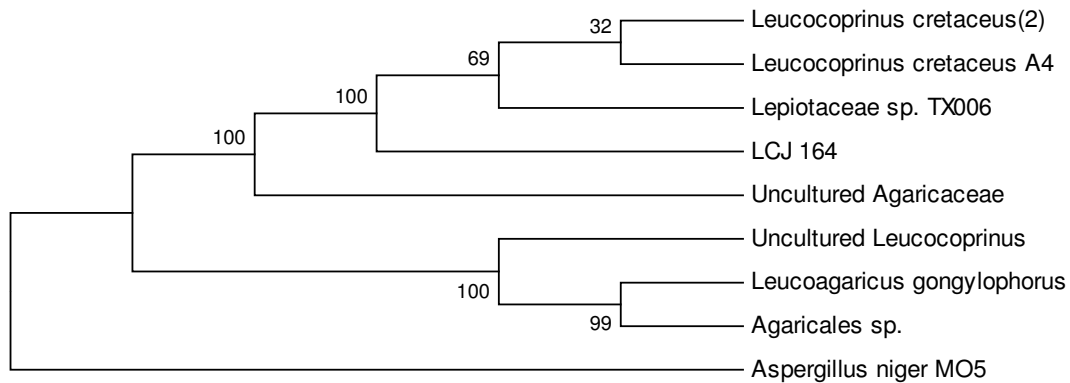 32
Leucocoprinus cretaceus(2)
69
Leucocoprinus cretaceus A4
100
Lepiotaceae sp. TX006
100
LCJ 164
Uncultured Agaricaceae
Uncultured Leucocoprinus
100
Leucoagaricus gongylophorus
99
Agaricales sp.
Aspergillus niger MO5